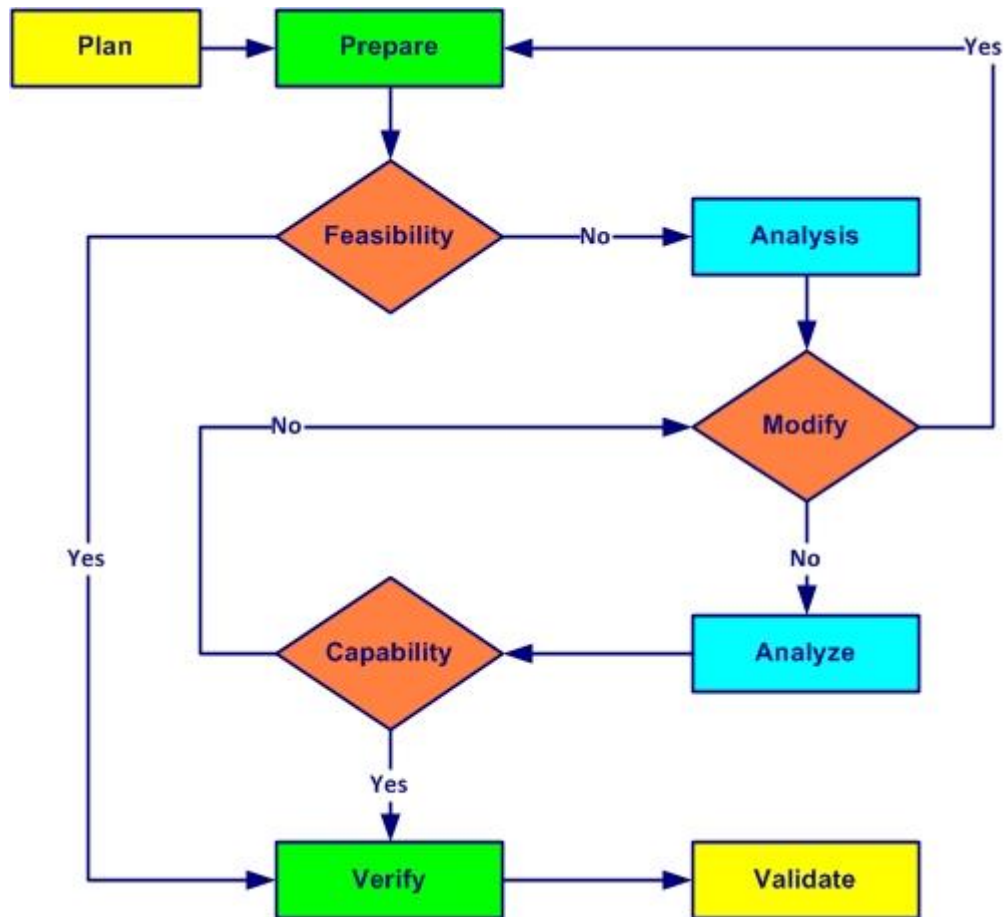 Plan
Prepare
Yes
Feasibility
No
Analysis
No
Modify
Yes
No
Capability
Analyze
Yes
Verify
Validate